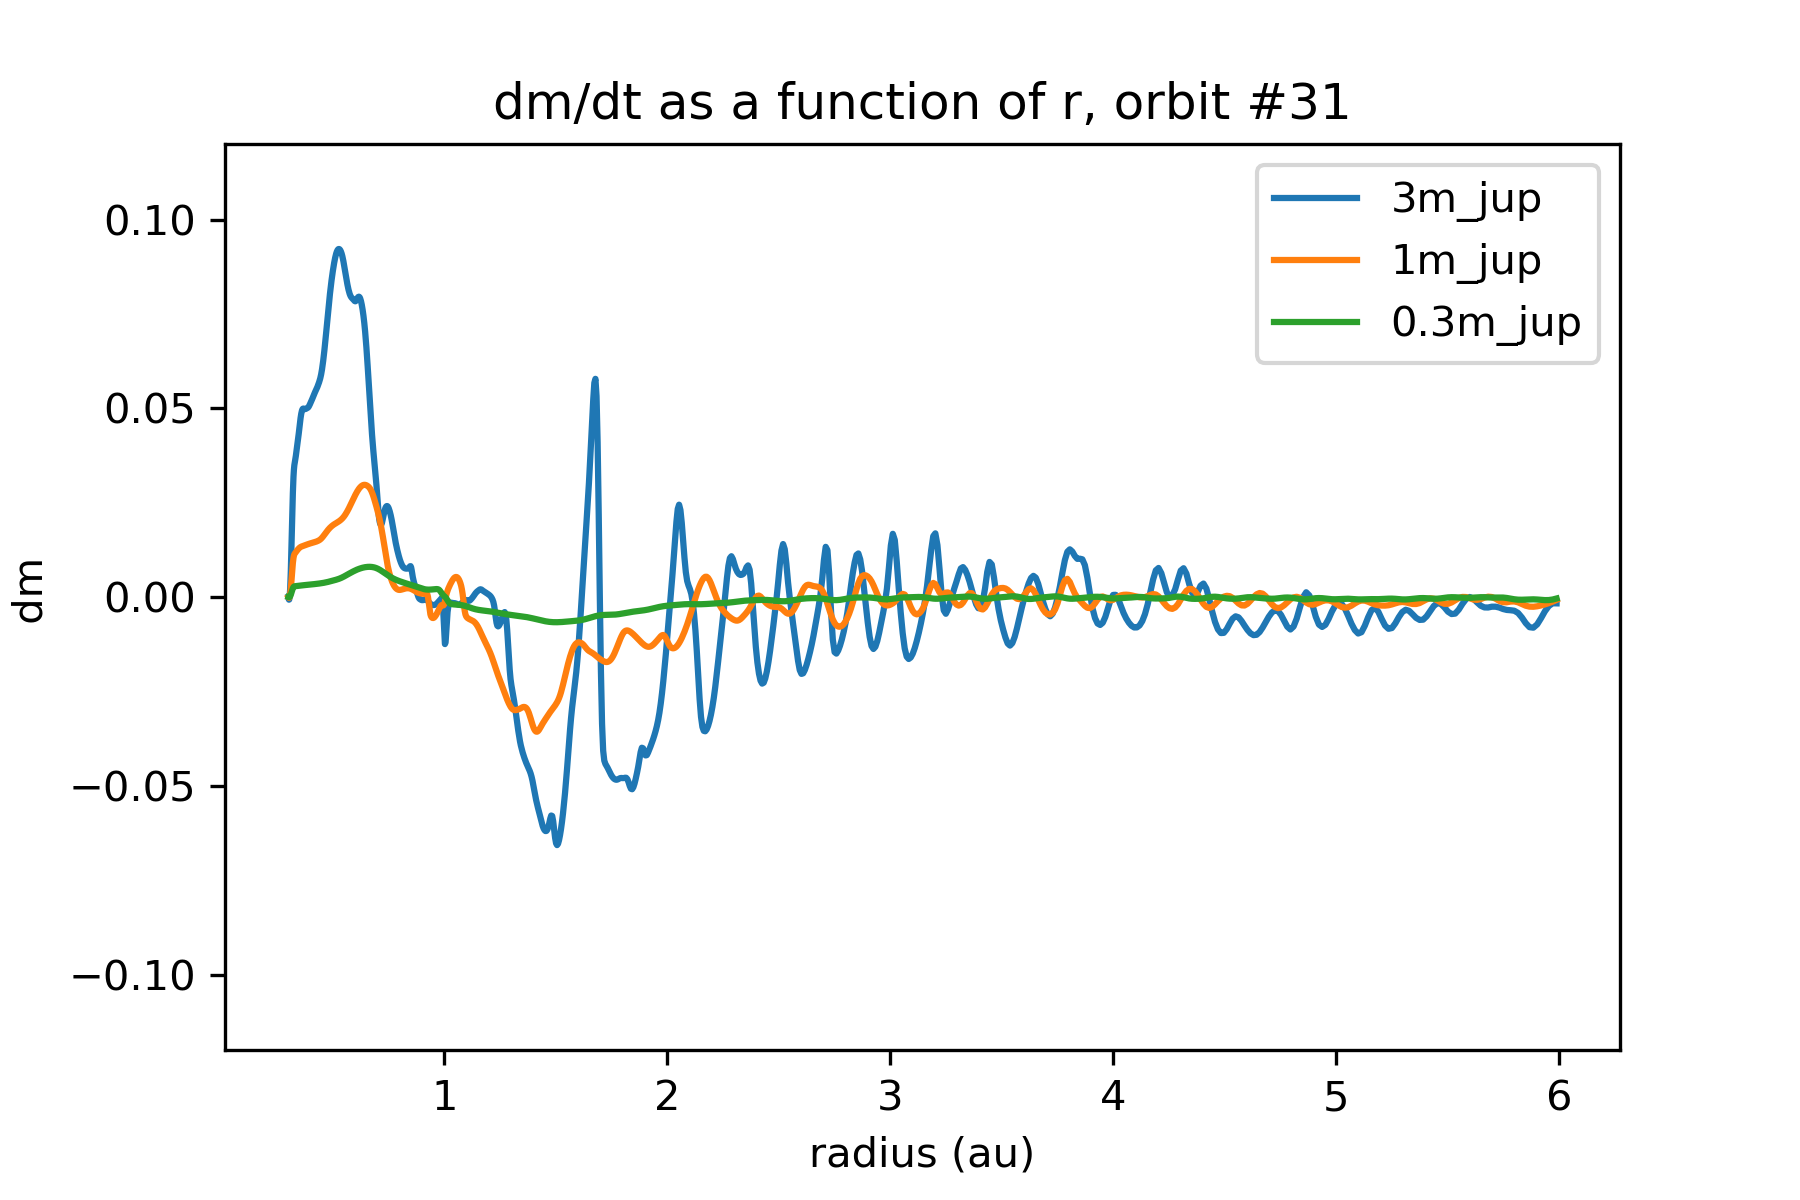 dm/dt as a function of r, orbit #31
3m_jup
1m_jup
0.3m_jup
0.10
0.05
0.00
−0.05
−0.10
dm
1 2 3 4 5 6
radius (au)